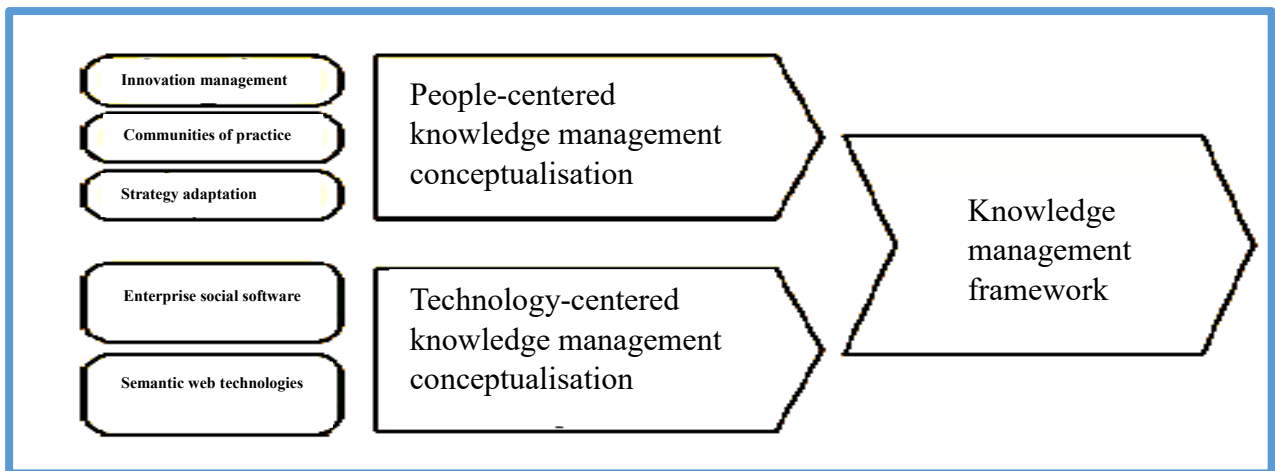 Innovation management
Communities of practice
Strategy adaptation
People-centered
knowledge management
conceptualisation
Enterprise social software
Semantic web technologies
Technology-centered
knowledge management
conceptualisation
Knowledge
management
framework